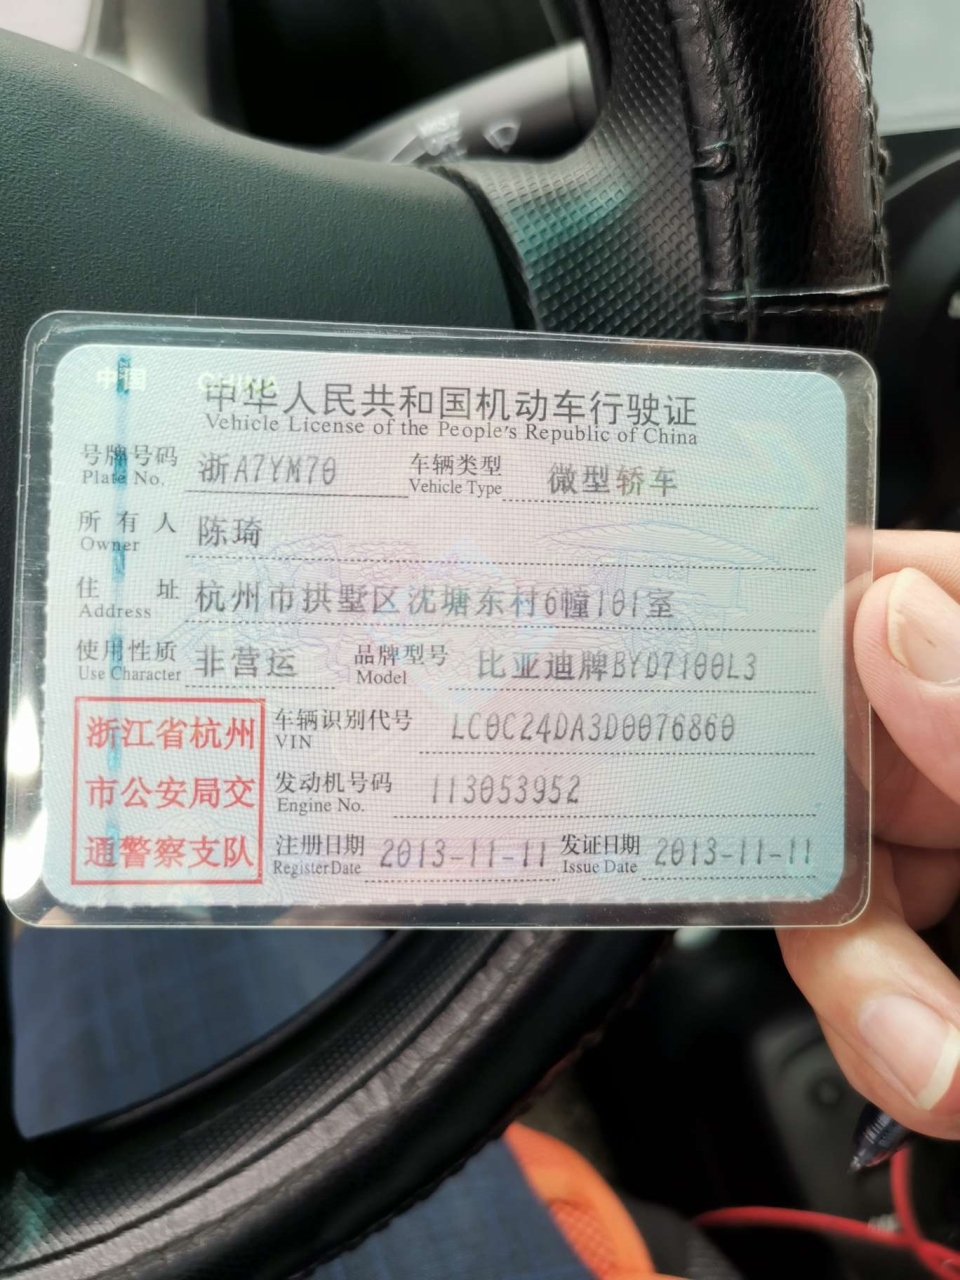 中国 CHINA
中华人民共和国机动车行驶证
Vehicle License of the People's Republic of China
号牌号码 浙A7YM70 车辆类型 微型轿车
Plate No. Vehicle Type
所有人 陈琦
Owner
住址 杭州市拱墅区沈塘东村6幢101室
Address
使用性质 非营运 品牌型号 比亚迪牌BYD7100L3
Use Character Model
浙江省杭州
市公安局交
通警察支队
车辆识别代号 LC0C24DA3D0076860
VIN
发动机号码 113053952
Engine No.
注册日期 2013-11-11 发证日期 2013-11-11
Register Date Issue Date